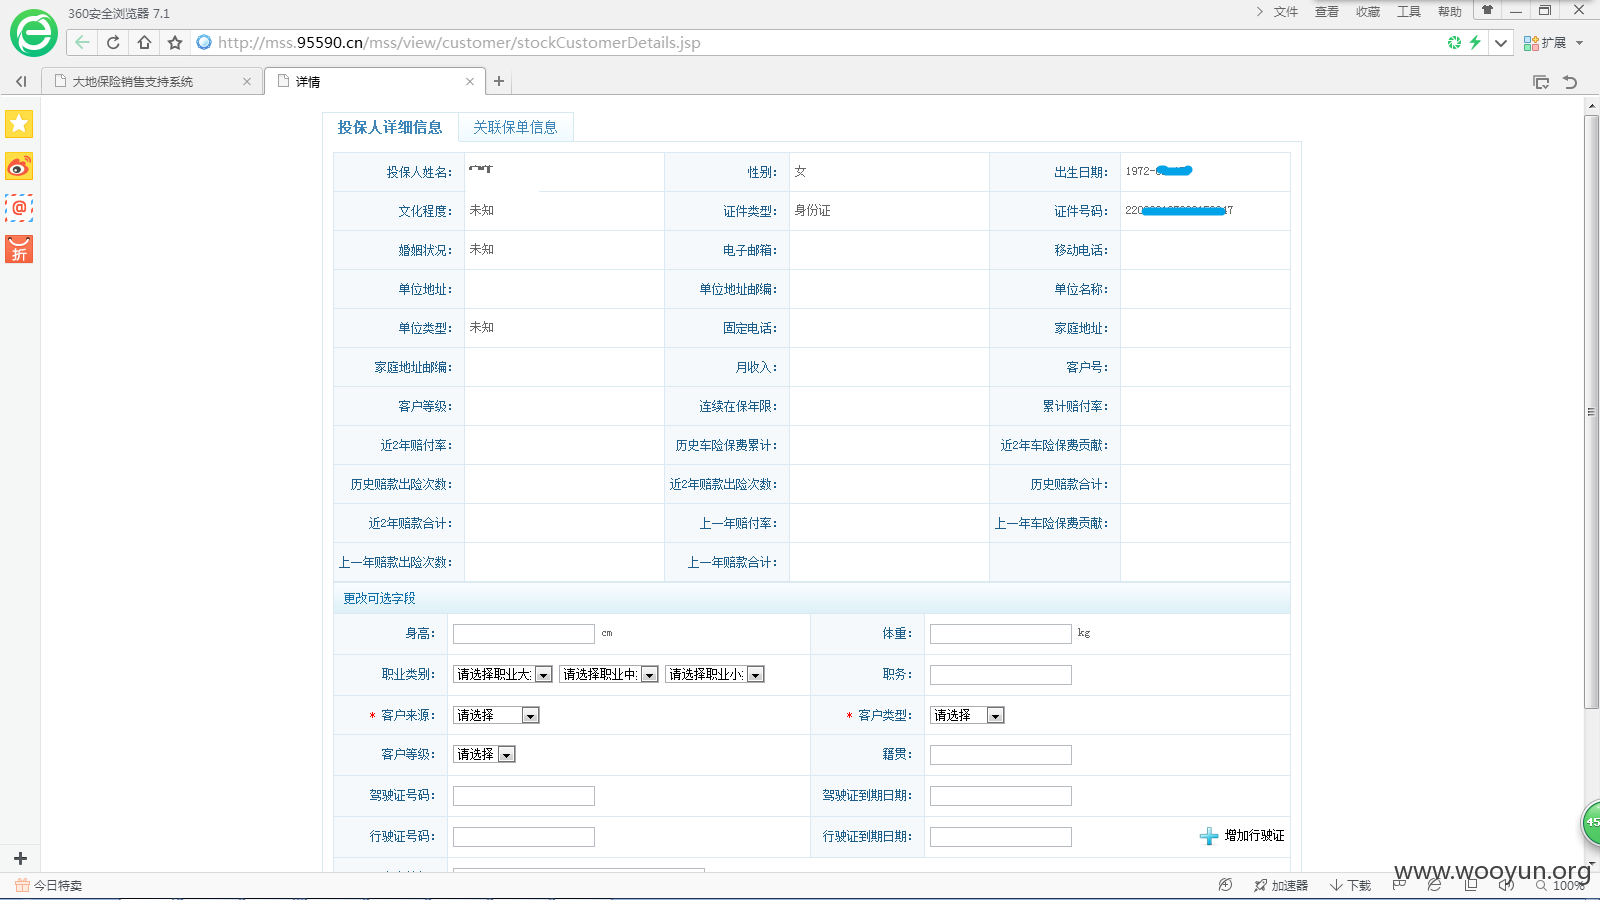 360安全浏览器 7.1
文件 查看 收藏 工具 帮助
http://mss.95590.cn/mss/view/customer/stockCustomerDetails.jsp
扩展
大地保险销售支持系统
详情
投保人详细信息 关联保单信息
投保人姓名: 性别: 女 出生日期: 1972-
文化程度: 未知 证件类型: 身份证 证件号码: 220
婚姻状况: 未知 电子邮箱: 移动电话:
单位地址: 单位地址邮编: 单位名称:
单位类型: 未知 固定电话: 家庭地址:
家庭地址邮编: 月收入: 客户号:
客户等级: 连续在保年限: 累计赔付率:
近2年赔付率: 历史车险保费累计: 近2年车险保费贡献:
历史赔款出险次数: 近2年赔款出险次数: 历史赔款合计:
近2年赔款合计: 上一年赔付率: 上一年车险保费贡献:
上一年赔款出险次数: 上一年赔款合计:
更改可选字段
身高: cm 体重: kg
职业类别: 请选择职业大 请选择职业中 请选择职业小 职务:
* 客户来源: 请选择 * 客户类型: 请选择
客户等级: 请选择 籍贯:
驾驶证号码: 驾驶证到期日期:
行驶证号码: 行驶证到期日期: 增加行驶证
折
45
www.wooyun.org
今日特卖
加速器 下载 100%